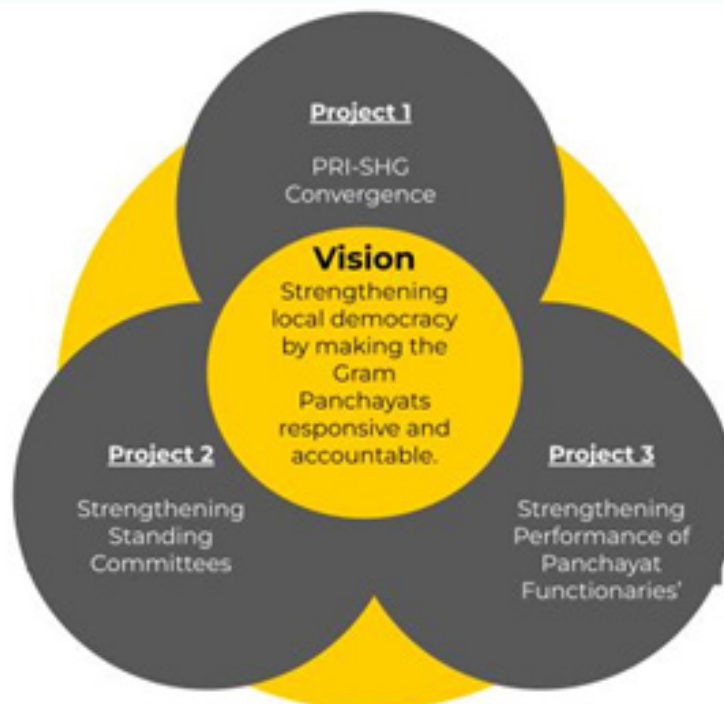 Project 1
PRI-SHG
Convergence
Vision
Strengthening
local democracy
by making the
Gram
Panchayats
responsive and
accountable.
Project 2
Strengthening
Standing
Committees
Project 3
Strengthening
Performance of
Panchayat
Functionaries'